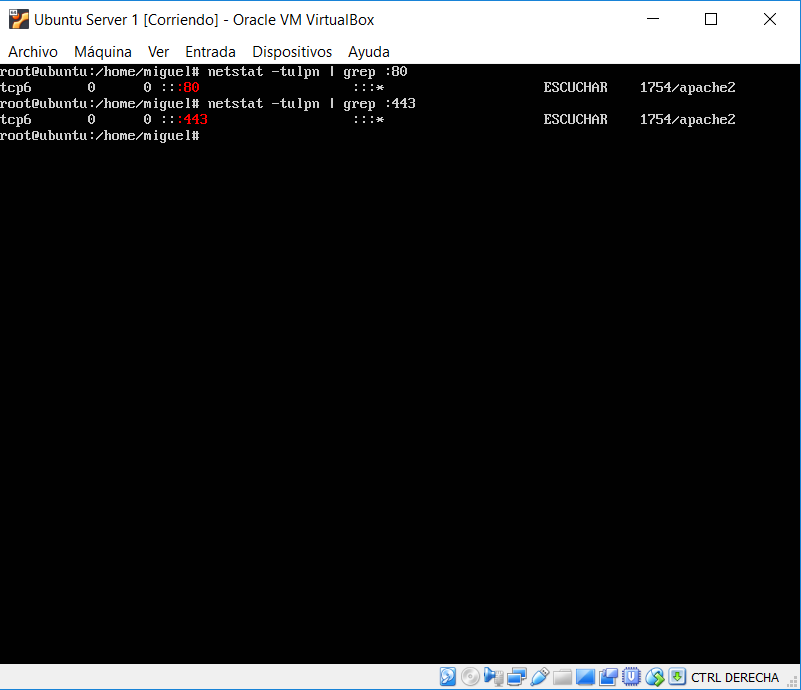 Ubuntu Server 1 [Corriendo] - Oracle VM VirtualBox
Archivo Máquina Ver Entrada Dispositivos Ayuda
root@ubuntu:/home/miguel# netstat -tulpn | grep :80
tcp6 0 0 :::80 :::* ESCUCHAR 1754/apache2
root@ubuntu:/home/miguel# netstat -tulpn | grep :443
tcp6 0 0 :::443 :::* ESCUCHAR 1754/apache2
root@ubuntu:/home/miguel#
CTRL DERECHA